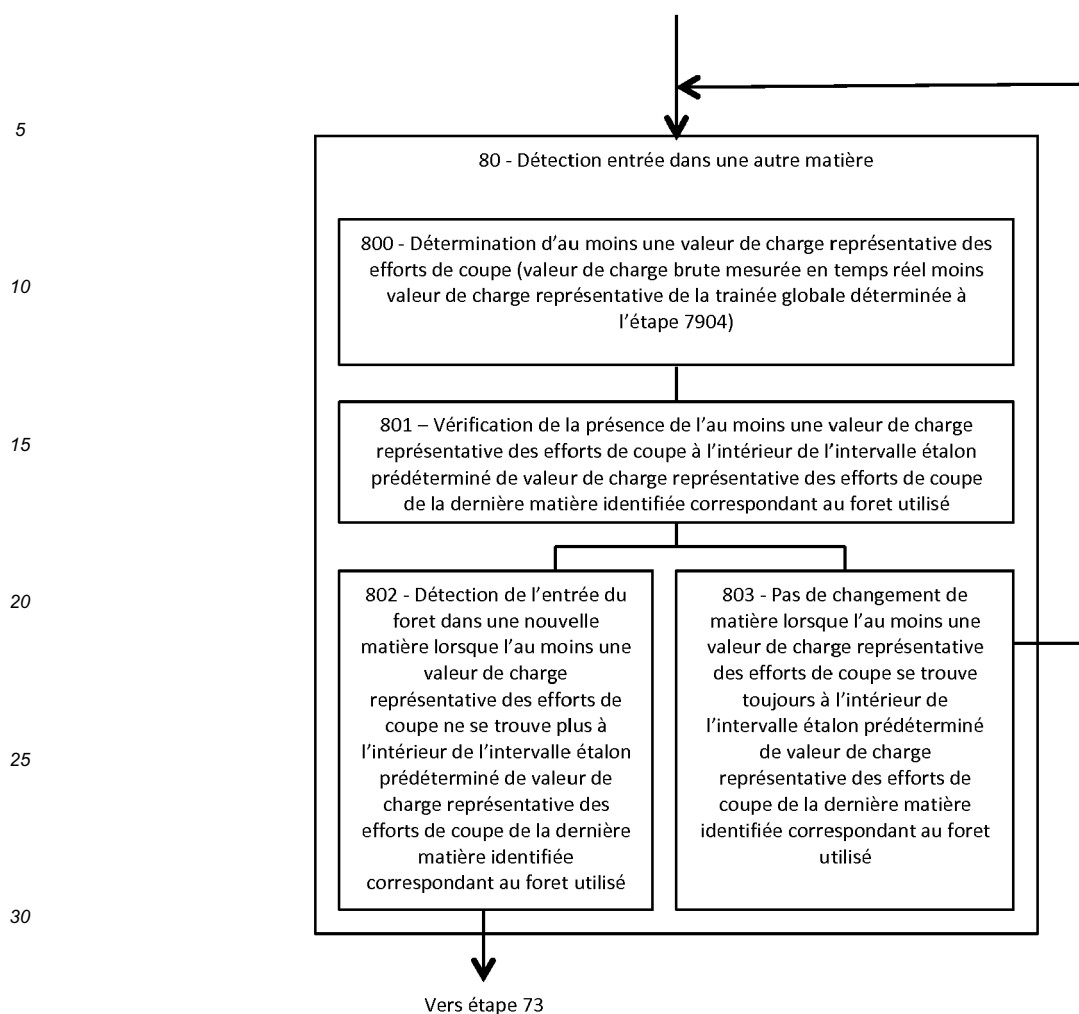 5
80 - Détection entrée dans une autre matière
800 - Détermination d'au moins une valeur de charge représentative des
efforts de coupe (valeur de charge brute mesurée en temps réel moins
10
valeur de charge représentative de la trainée globale déterminée à
l'étape 7904)
801 – Vérification de la présence de l'au moins une valeur de charge
15
représentative des efforts de coupe à l'intérieur de l'intervalle étalon
prédéterminé de valeur de charge représentative des efforts de coupe
de la dernière matière identifiée correspondant au foret utilisé
20
802 - Détection de l'entrée du
foret dans une nouvelle
matière lorsque l'au moins une
valeur de charge
représentative des efforts de
coupe ne se trouve plus à
l'intérieur de l'intervalle étalon
prédéterminé de valeur de
charge représentative des
efforts de coupe de la dernière
matière identifiée
correspondant au foret utilisé
803 - Pas de changement de
matière lorsque l'au moins une
valeur de charge représentative
des efforts de coupe se trouve
toujours à l'intérieur de
l'intervalle étalon prédéterminé
de valeur de charge
représentative des efforts de
coupe de la dernière matière
identifiée correspondant au foret
utilisé
25
30
Vers étape 73